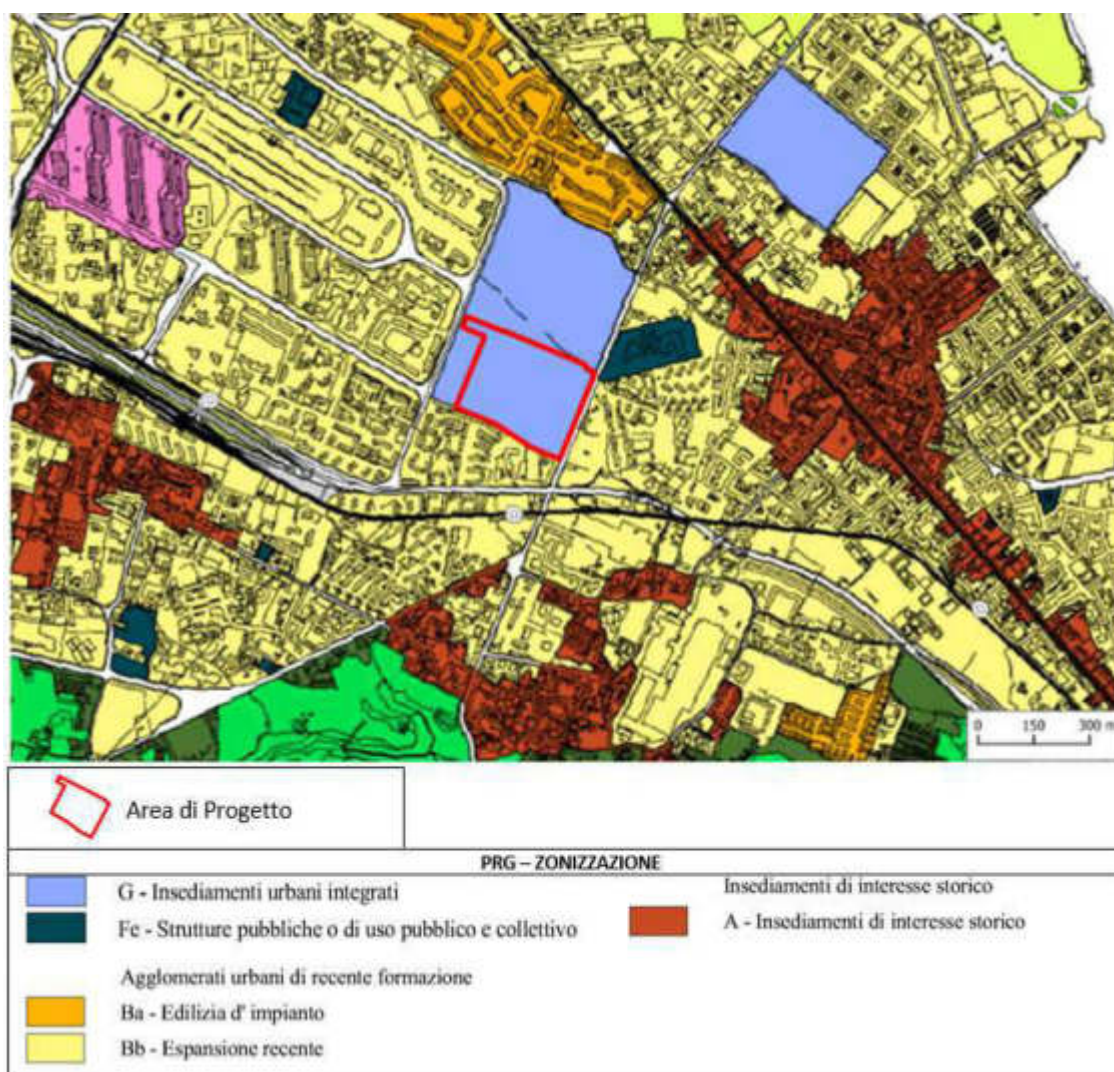 0 150 300 m
Area di Progetto
PRG – ZONIZZAZIONE
G - Insediamenti urbani integrati
Fe - Strutture pubbliche o di uso pubblico e collettivo
Agglomerati urbani di recente formazione
Ba - Edilizia d' impianto
Bb - Espansione recente
Insediamenti di interesse storico
A - Insediamenti di interesse storico